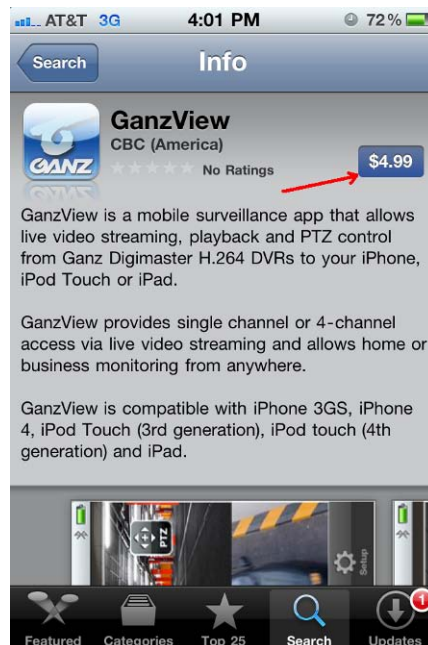 AT&T 3G 4:01 PM 72%
Search Info
GanzView
CBC (America)
GANZ
No Ratings
$4.99
GanzView is a mobile surveillance app that allows
live video streaming, playback and PTZ control
from Ganz Digimaster H.264 DVRs to your iPhone,
iPod Touch or iPad.
GanzView provides single channel or 4-channel
access via live video streaming and allows home or
business monitoring from anywhere.
GanzView is compatible with iPhone 3GS, iPhone
4, iPod Touch (3rd generation), iPod touch (4th
generation) and iPad.
PTZ
Setup
1
Featured Categories Top 25 Search Updates